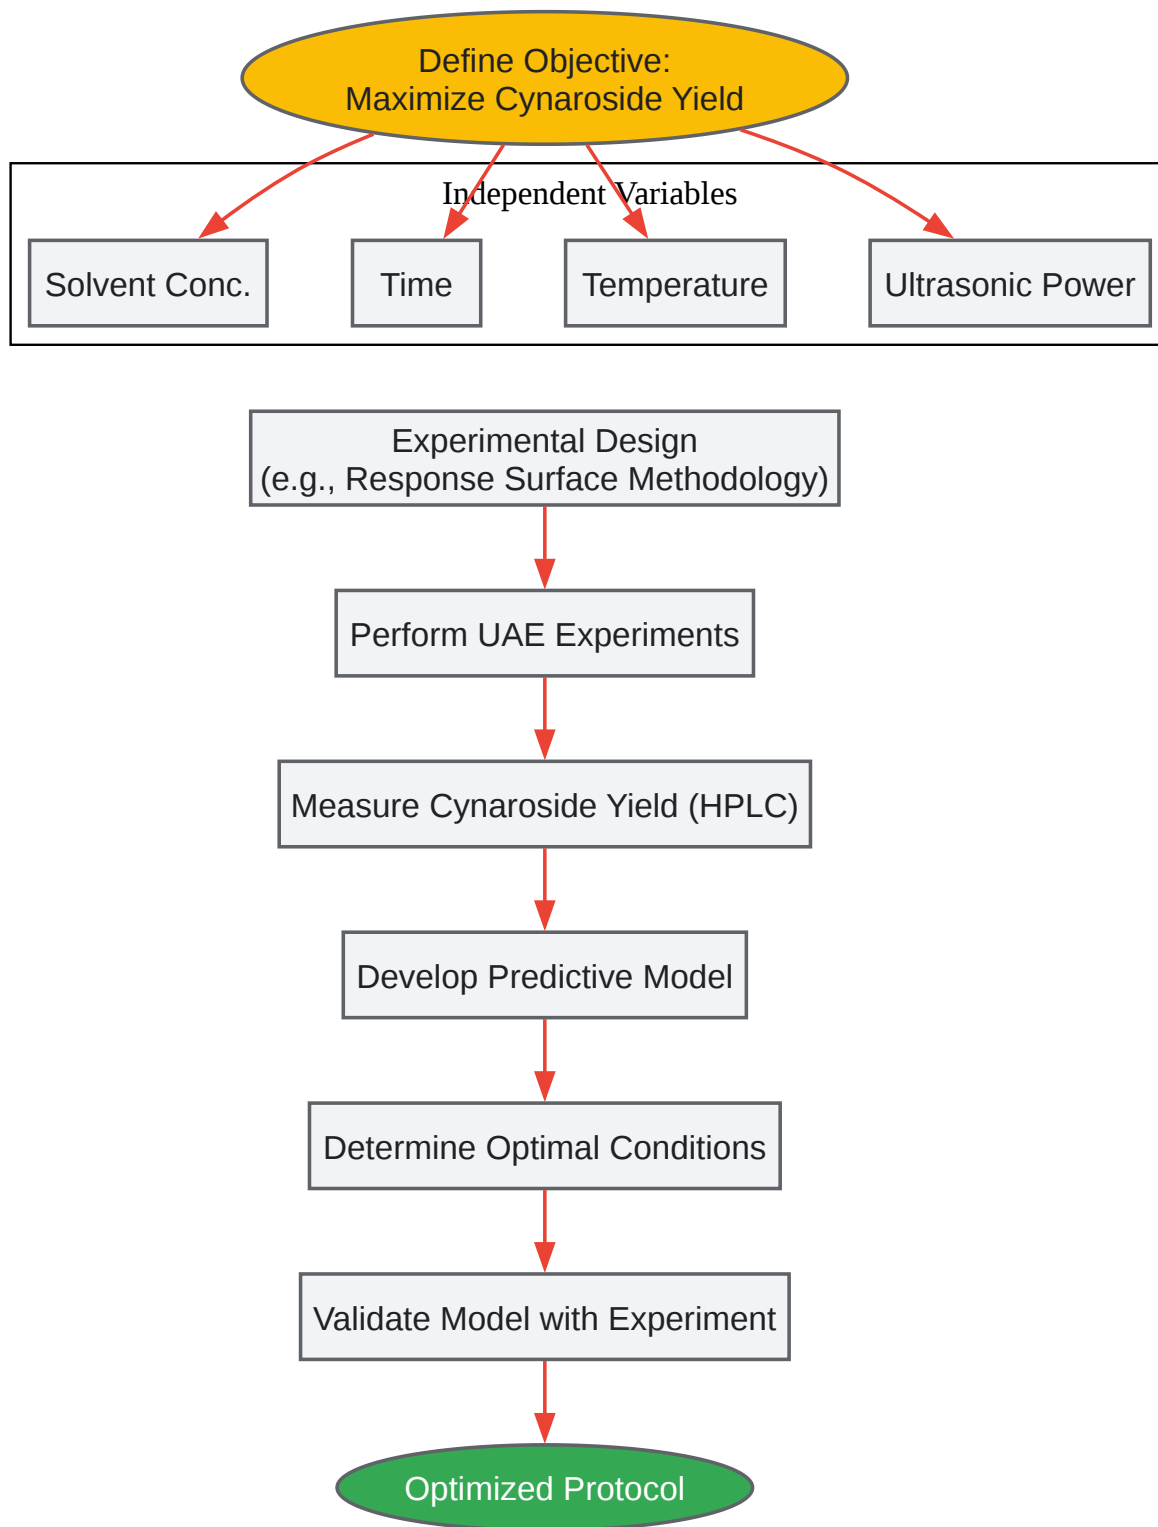 Define Objective:
Maximize Cynaroside Yield
Independent Variables
Solvent Conc.
Time
Temperature
Ultrasonic Power
Experimental Design
(e.g., Response Surface Methodology)
Perform UAE Experiments
Measure Cynaroside Yield (HPLC)
Develop Predictive Model
Determine Optimal Conditions
Validate Model with Experiment
Optimized Protocol